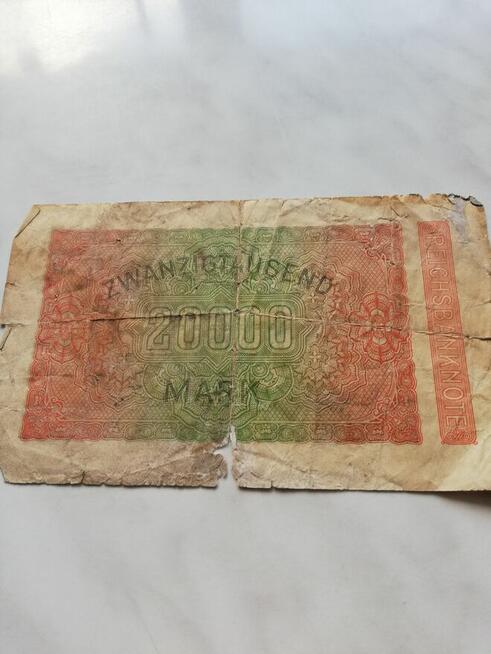 ZWANZIGTAUSEND
20000
MARK
REICHSBANKNOTE